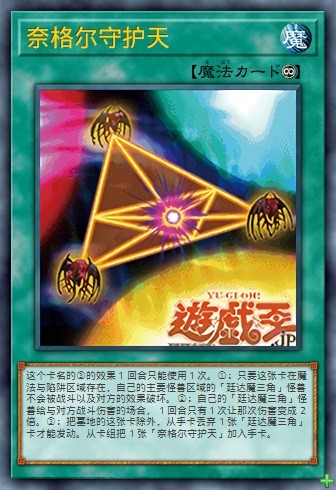 奈格尔守护天
魔
【魔法カード】
YU-GI-OH!
遊戯王
.JP
这个卡名的②的效果1回合只能使用1次。①:只要这张卡在魔
法与陷阱区域存在,自己的主要怪兽区域的「廷达魔三角」怪兽
不会被战斗以及对方的效果破坏。②:自己的「廷达魔三角」怪
兽给与对方战斗伤害的场合,1回合只有1次让那次伤害变成2
倍。③:把墓地的这张卡除外,从手卡丢弃1张「廷达魔三角」
卡才能发动。从卡组把1张「奈格尔守护天」加入手卡。